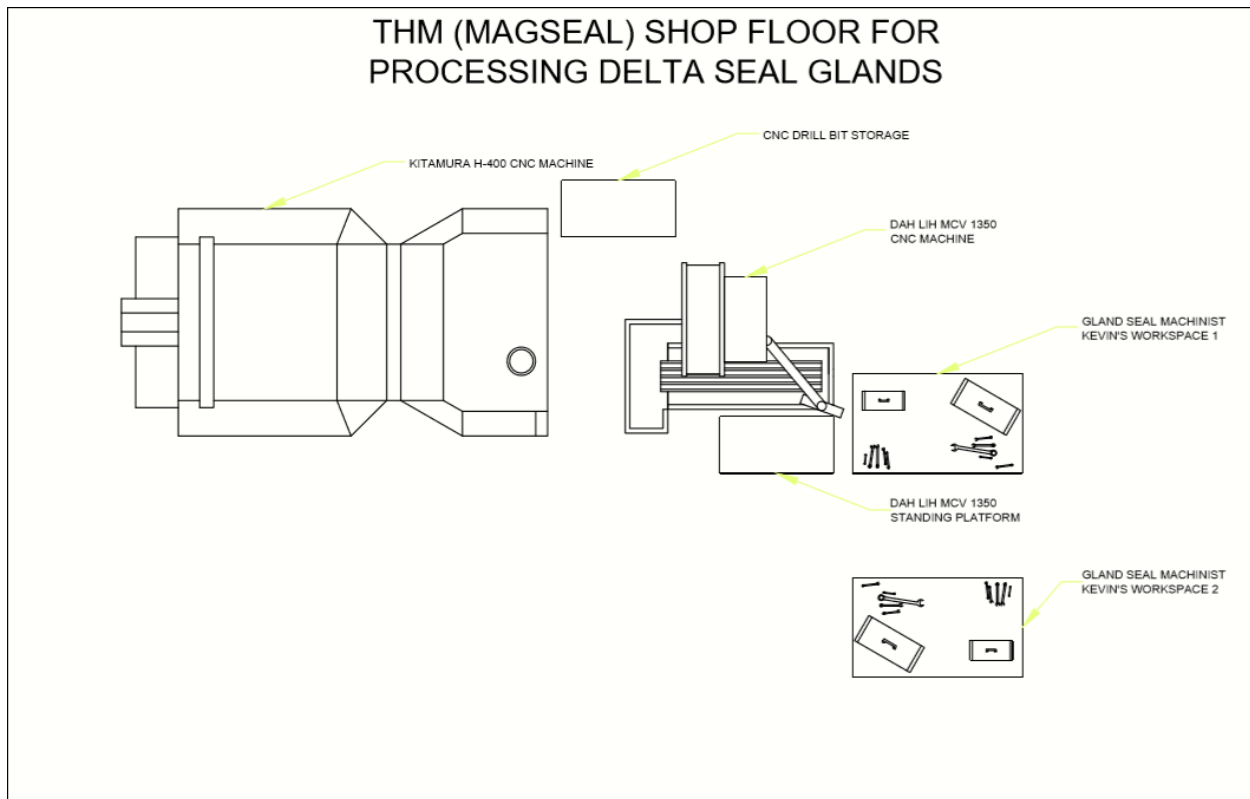 THM (MAGSEAL) SHOP FLOOR FOR
PROCESSING DELTA SEAL GLANDS
CNC DRILL BIT STORAGE
KITAMURA H-400 CNC MACHINE
DAH LIH MCV 1350
CNC MACHINE
GLAND SEAL MACHINIST
KEVIN'S WORKSPACE 1
DAH LIH MCV 1350
STANDING PLATFORM
GLAND SEAL MACHINIST
KEVIN'S WORKSPACE 2